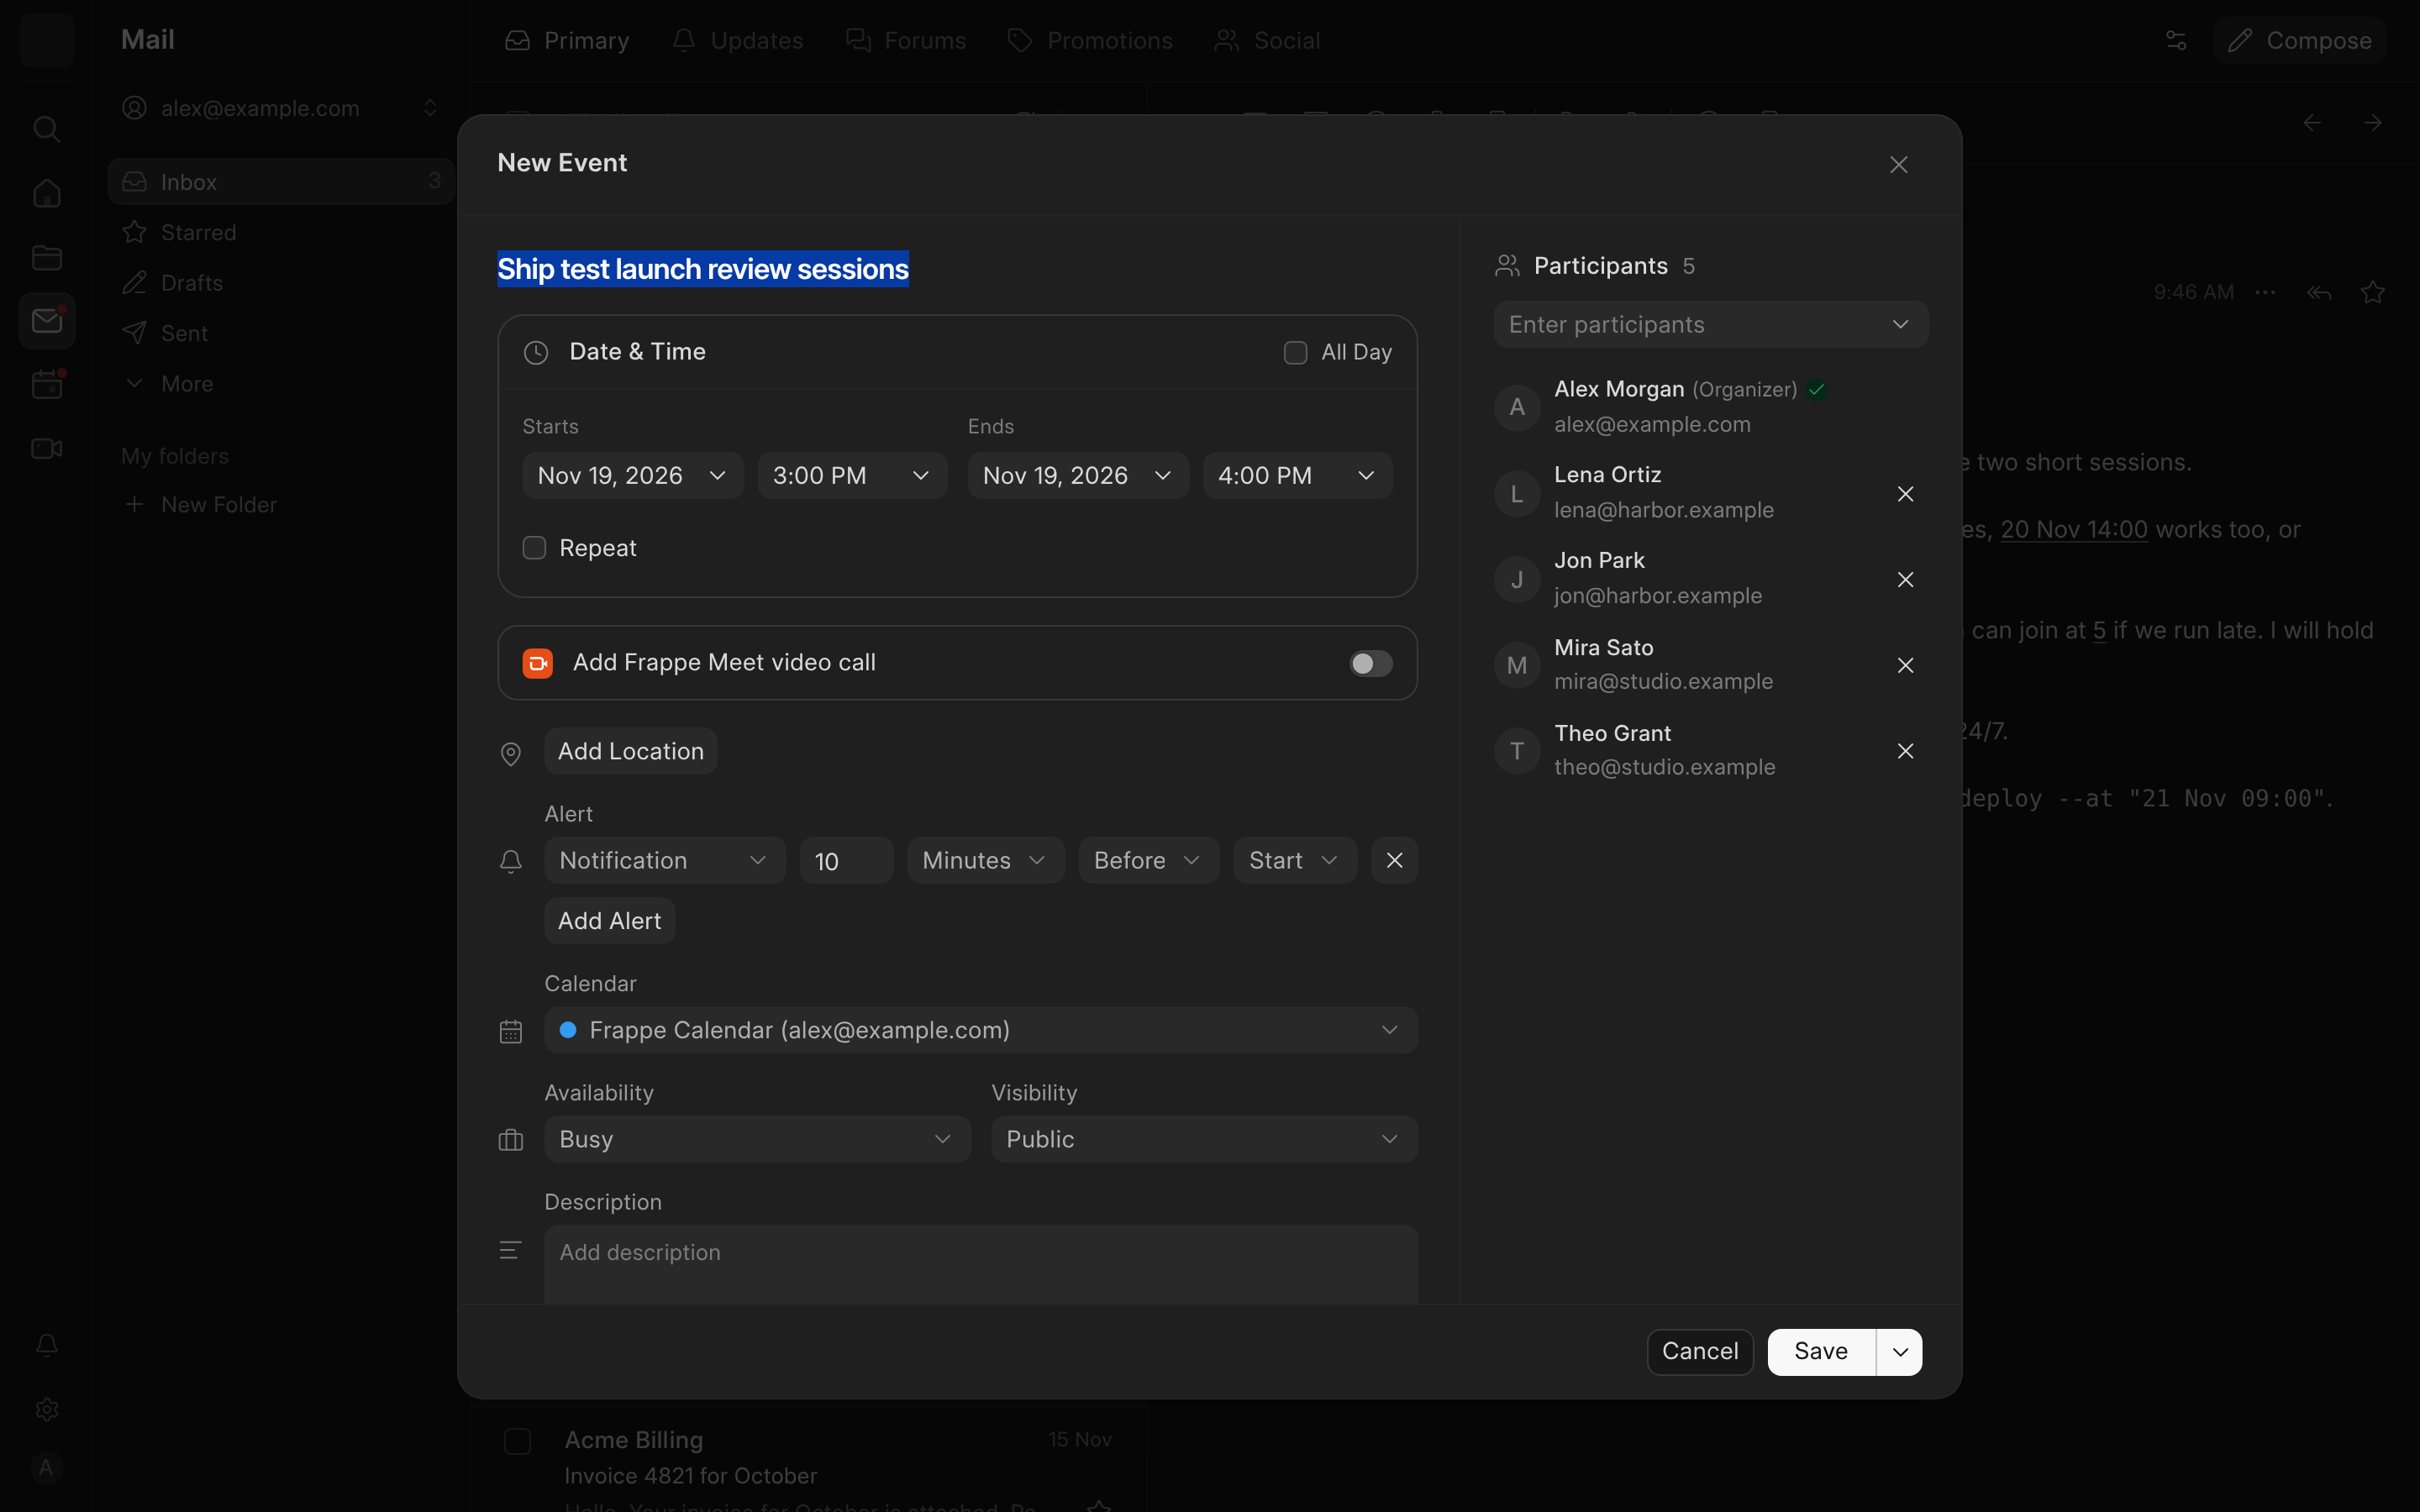 Mail
alex@example.com
Inbox 3
Starred
Drafts
Sent
More
My folders
New Folder
A
Primary Updates Forums Promotions Social
Compose
New Event
Ship test launch review sessions
Date & Time All Day
Starts Ends
Nov 19, 2026 3:00 PM Nov 19, 2026 4:00 PM
Repeat
Add Frappe Meet video call
Add Location
Alert
Notification 10 Minutes Before Start
Add Alert
Calendar
Frappe Calendar (alex@example.com)
Availability Visibility
Busy Public
Description
Add description
Participants 5
Enter participants
A Alex Morgan (Organizer)
alex@example.com
L Lena Ortiz
lena@harbor.example
J Jon Park
jon@harbor.example
M Mira Sato
mira@studio.example
T Theo Grant
theo@studio.example
Cancel Save
9:46 AM
two short sessions.
20 Nov 14:00 works too, or
can join at 5 if we run late. I will hold
24/7.
deploy --at "21 Nov 09:00".
Acme Billing 15 Nov
Invoice 4821 for October
Hello, Your invoice for October is attached.